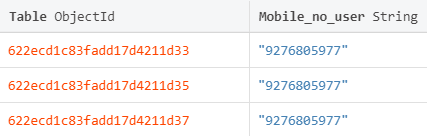 Table ObjectId Mobile_no_user String
622ecd1c83fadd17d4211d33 "9276805977"
622ecd1c83fadd17d4211d35 "9276805977"
622ecd1c83fadd17d4211d37 "9276805977"